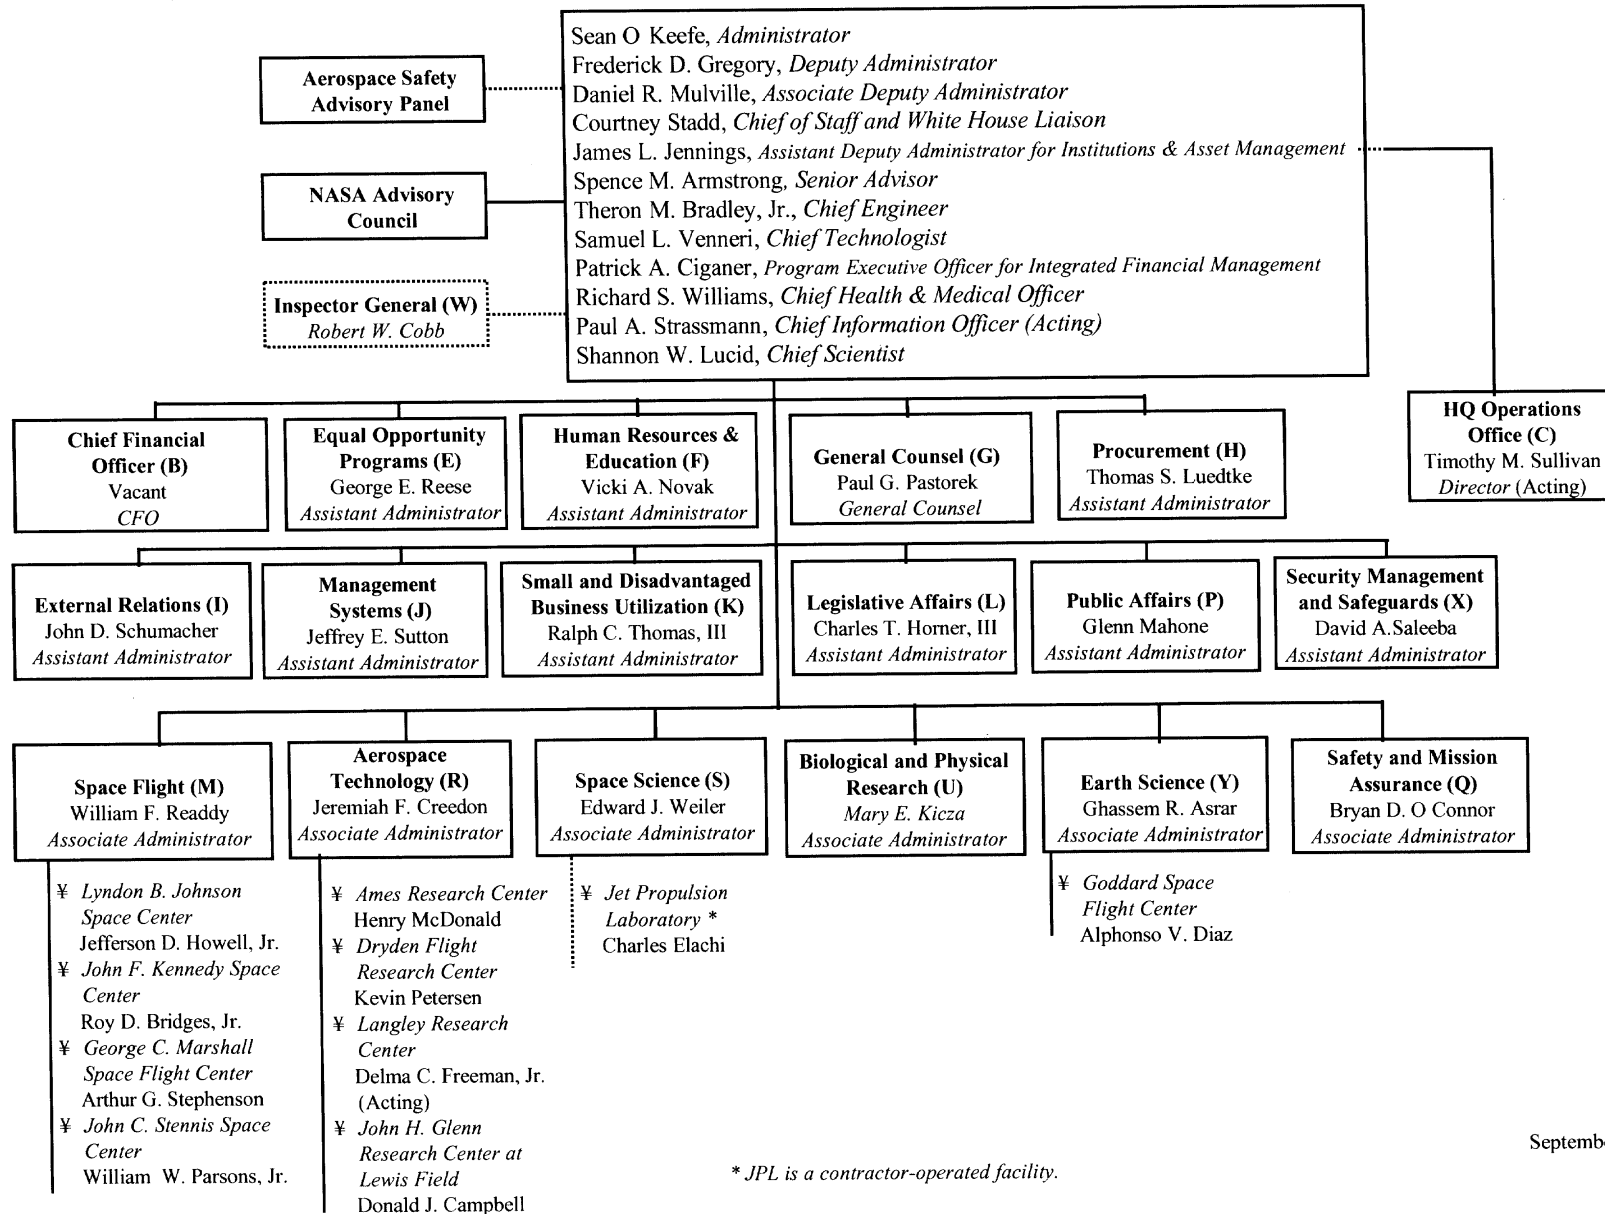 Sean O Keefe, Administrator
Frederick D. Gregory, Deputy Administrator
Daniel R. Mulville, Associate Deputy Administrator
Courtney Stadd, Chief of Staff and White House Liaison
James L. Jennings, Assistant Deputy Administrator for Institutions & Asset Management
Spence M. Armstrong, Senior Advisor
Theron M. Bradley, Jr., Chief Engineer
Samuel L. Venneri, Chief Technologist
Patrick A. Ciganer, Program Executive Officer for Integrated Financial Management
Richard S. Williams, Chief Health & Medical Officer
Paul A. Strassmann, Chief Information Officer (Acting)
Shannon W. Lucid, Chief Scientist
Aerospace Safety
Advisory Panel
NASA Advisory
Council
Inspector General (W)
Robert W. Cobb
Chief Financial
Officer (B)
Vacant
CFO
Equal Opportunity
Programs (E)
George E. Reese
Assistant Administrator
Human Resources &
Education (F)
Vicki A. Novak
Assistant Administrator
General Counsel (G)
Paul G. Pastorek
General Counsel
Procurement (H)
Thomas S. Luedtke
Assistant Administrator
HQ Operations
Office (C)
Timothy M. Sullivan
Director (Acting)
External Relations (I)
John D. Schumacher
Assistant Administrator
Management
Systems (J)
Jeffrey E. Sutton
Assistant Administrator
Small and Disadvantaged
Business Utilization (K)
Ralph C. Thomas, III
Assistant Administrator
Legislative Affairs (L)
Charles T. Horner, III
Assistant Administrator
Public Affairs (P)
Glenn Mahone
Assistant Administrator
Security Management
and Safeguards (X)
David A.Saleeba
Assistant Administrator
Space Flight (M)
William F. Readdy
Associate Administrator
Aerospace
Technology (R)
Jeremiah F. Creedon
Associate Administrator
Space Science (S)
Edward J. Weiler
Associate Administrator
Biological and Physical
Research (U)
Mary E. Kicza
Associate Administrator
Earth Science (Y)
Ghassem R. Asrar
Associate Administrator
Safety and Mission
Assurance (Q)
Bryan D. O Connor
Associate Administrator
¥ Lyndon B. Johnson
Space Center
Jefferson D. Howell, Jr.
¥ John F. Kennedy Space
Center
Roy D. Bridges, Jr.
¥ George C. Marshall
Space Flight Center
Arthur G. Stephenson
¥ John C. Stennis Space
Center
William W. Parsons, Jr.
¥ Ames Research Center
Henry McDonald
¥ Dryden Flight
Research Center
Kevin Petersen
¥ Langley Research
Center
Delma C. Freeman, Jr.
(Acting)
¥ John H. Glenn
Research Center at
Lewis Field
Donald J. Campbell
¥ Jet Propulsion
Laboratory *
Charles Elachi
¥ Goddard Space
Flight Center
Alphonso V. Diaz
* JPL is a contractor-operated facility.